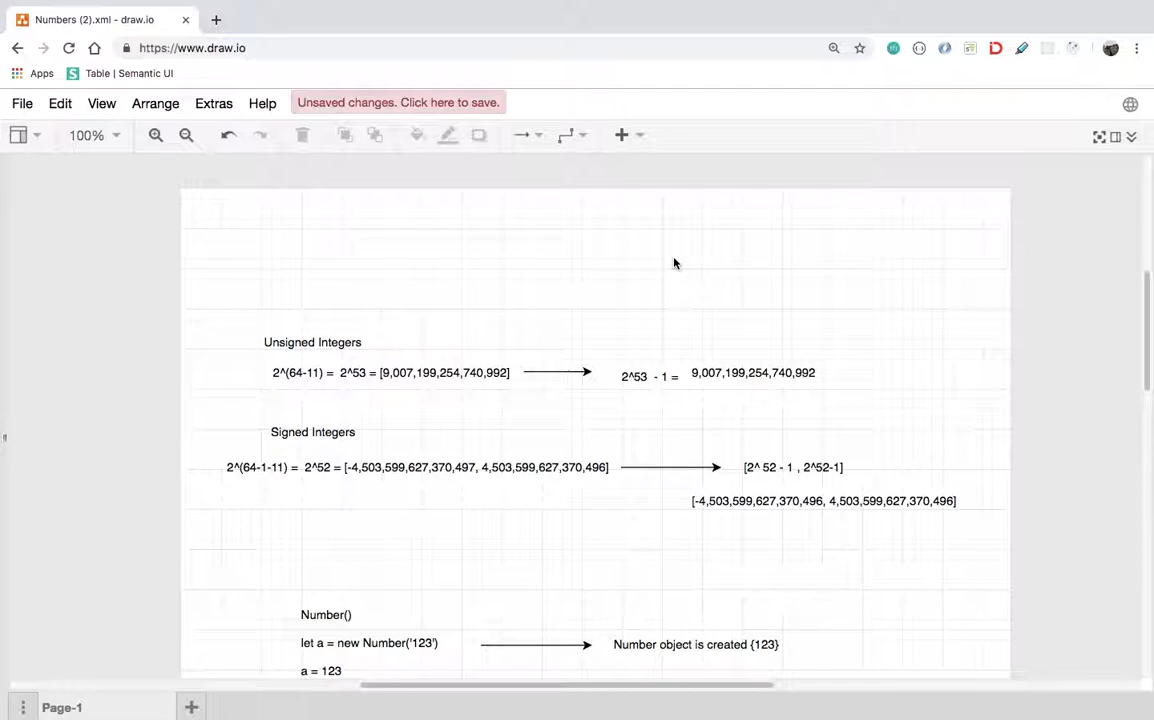 Numbers (2).xml - draw.io
https://www.draw.io
Apps
Table | Semantic UI
File Edit View Arrange Extras Help Unsaved changes. Click here to save.
100%
Unsigned Integers
2^(64-11) = 2^53 = [9,007,199,254,740,992]
2^53 - 1 = 9,007,199,254,740,992
Signed Integers
2^(64-1-11) = 2^52 = [-4,503,599,627,370,497, 4,503,599,627,370,496]
[2^ 52 - 1 , 2^52-1]
[-4,503,599,627,370,496, 4,503,599,627,370,496]
Number()
let a = new Number('123')
Number object is created {123}
a = 123
Page-1